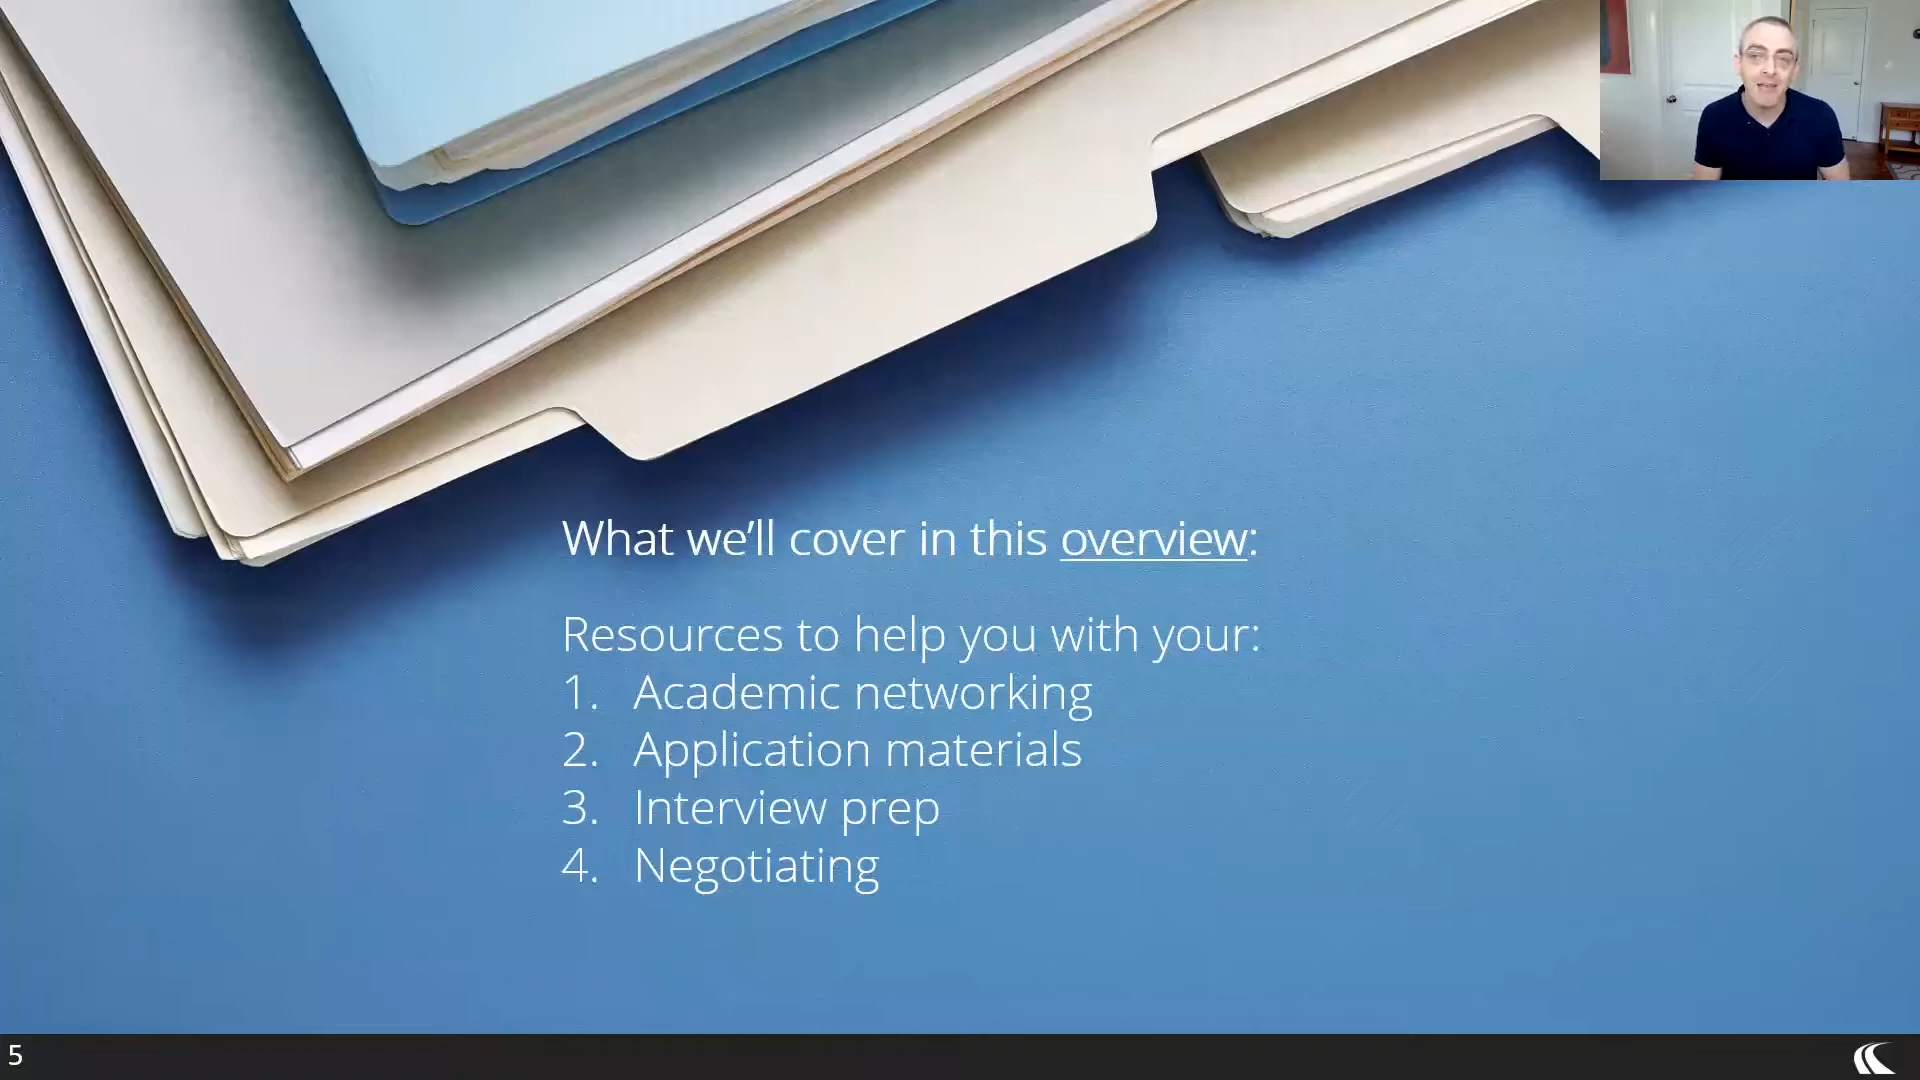 What we’ll cover in this overview:
Resources to help you with your:
1. Academic networking
2. Application materials
3. Interview prep
4. Negotiating
5